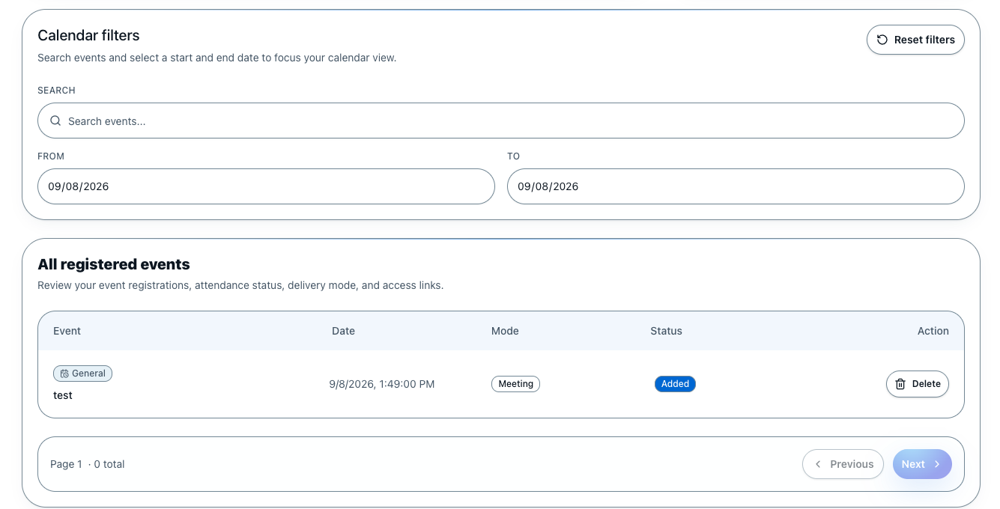 Calendar filters
Reset filters
Search events and select a start and end date to focus your calendar view.
SEARCH
Search events...
FROM
TO
09/08/2026
09/08/2026
All registered events
Review your event registrations, attendance status, delivery mode, and access links.
Event Date Mode Status Action
General
test
9/8/2026, 1:49:00 PM
Meeting
Added
Delete
Page 1 · 0 total
Previous
Next